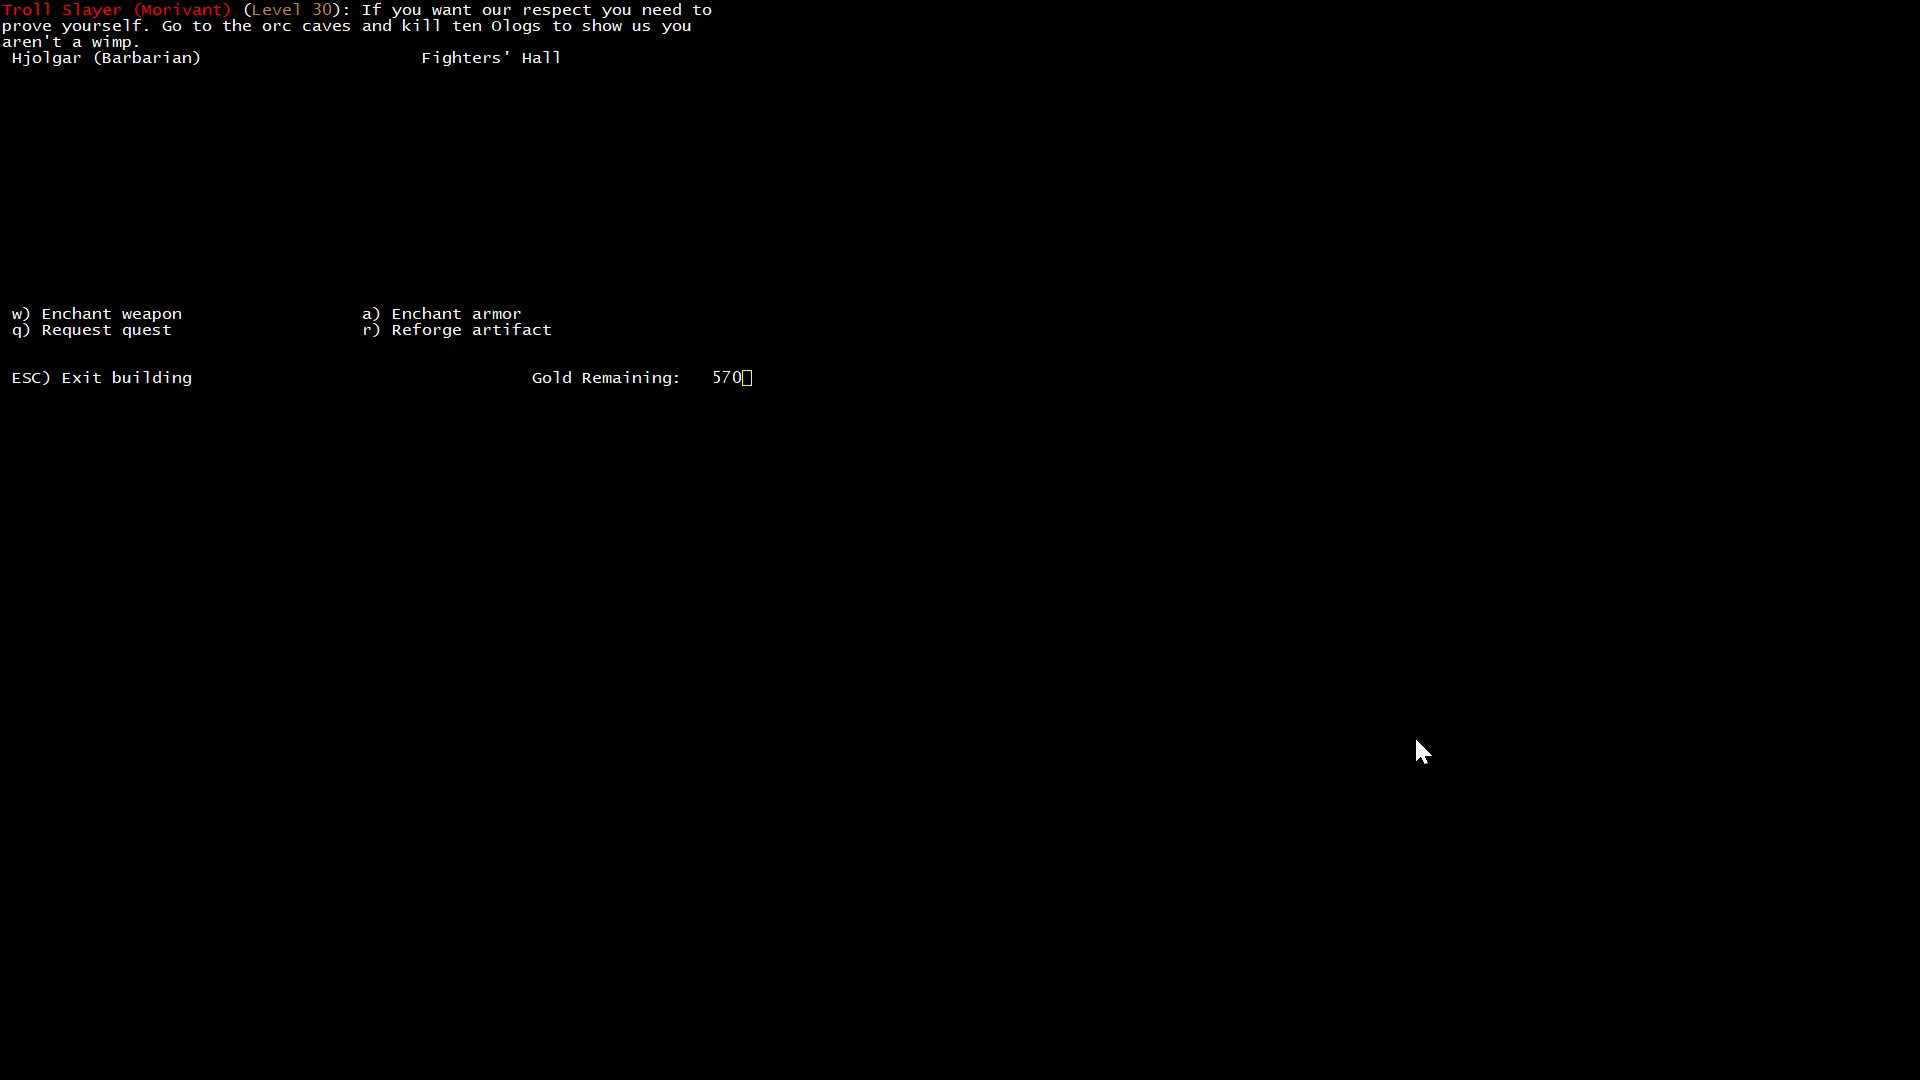 Troll Slayer (Morivant) (Level 30): If you want our respect you need to
prove yourself. Go to the orc caves and kill ten Ologs to show us you
aren't a wimp.
Hjolgar (Barbarian) Fighters' Hall
w) Enchant weapon a) Enchant armor
q) Request quest r) Reforge artifact
ESC) Exit building Gold Remaining: 570